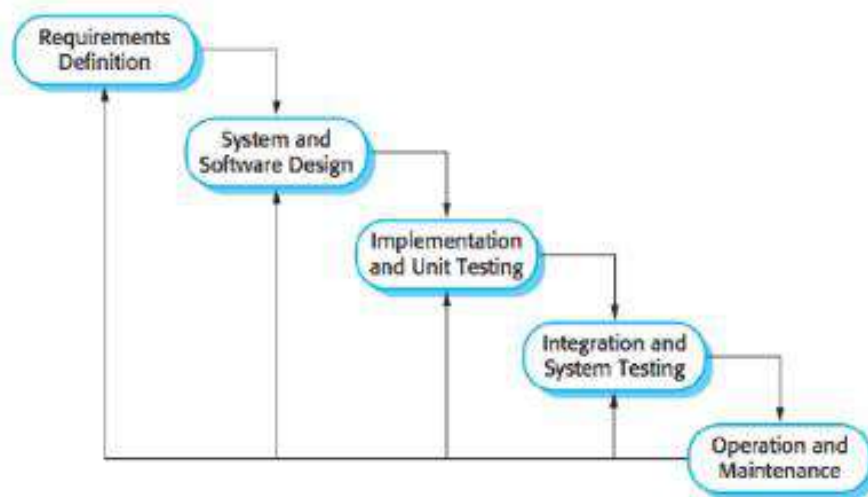 Requirements
Definition
System and
Software Design
Implementation
and Unit Testing
Integration and
System Testing
Operation and
Maintenance